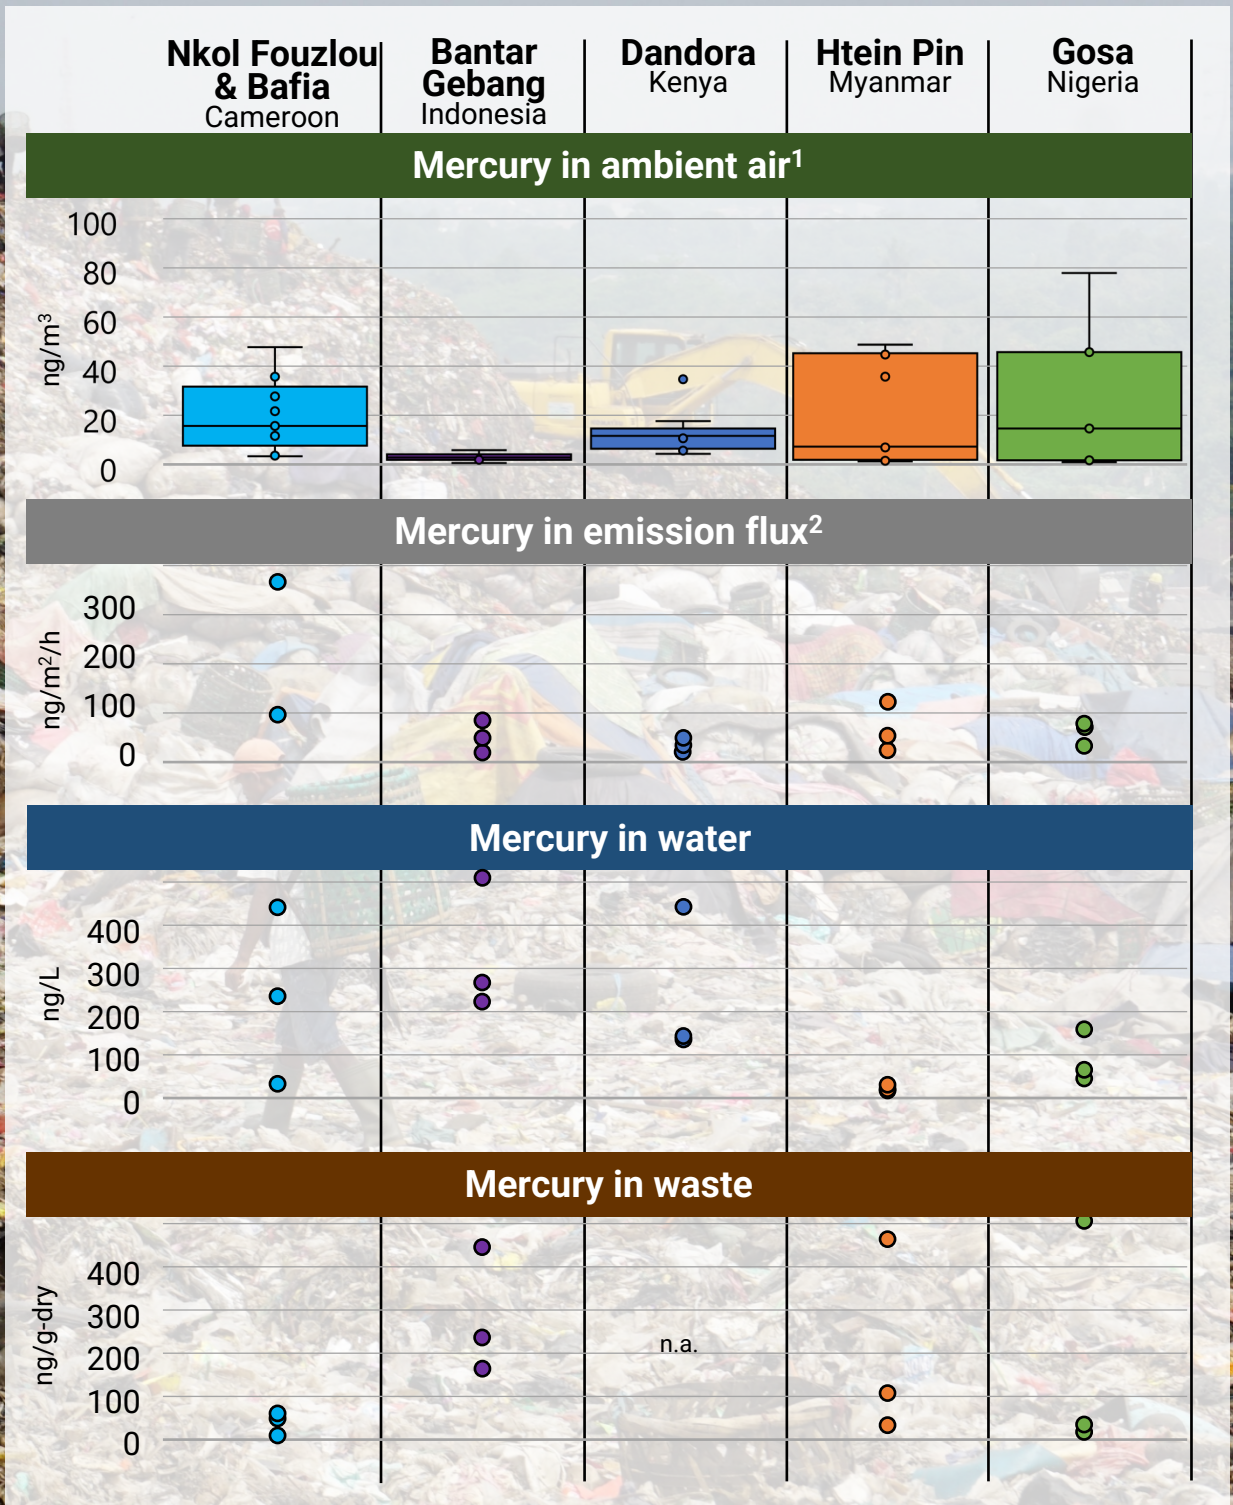 Nkol Fouzlou
& Bafia
Cameroon
Bantar
Gebang
Indonesia
Dandora
Kenya
Htein Pin
Myanmar
Gosa
Nigeria
Mercury in ambient air¹
ng/m³
100
80
60
40
20
0
Mercury in emission flux²
ng/m²/h
300
200
100
0
Mercury in water
ng/L
400
300
200
100
0
Mercury in waste
ng/g-dry
400
300
200
100
0
n.a.